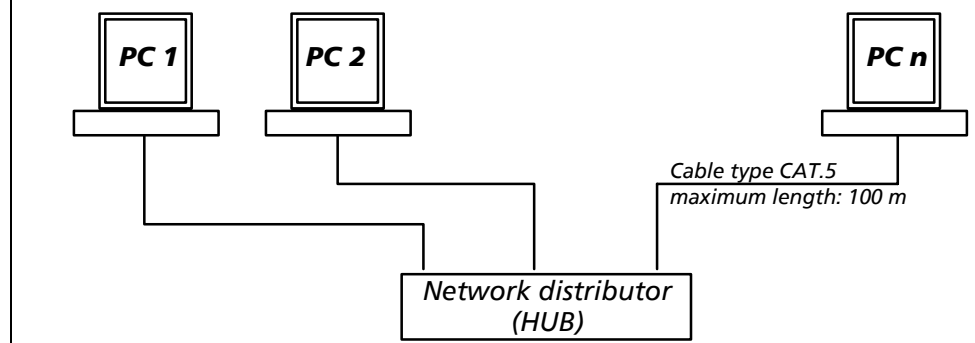 PC 1
PC 2
PC n
Cable type CAT.5
maximum length: 100 m
Network distributor
(HUB)